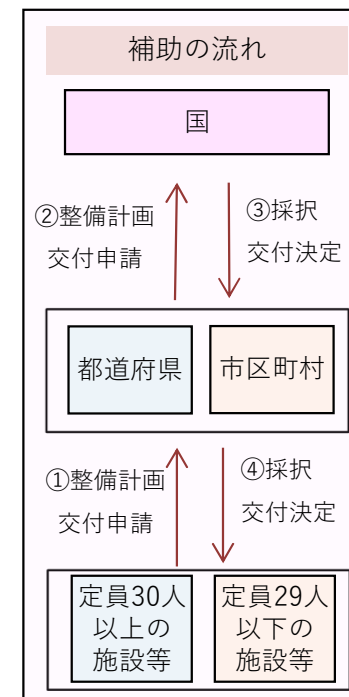 補助の流れ
国
②整備計画
交付申請
③採択
交付決定
都道府県
市区町村
①整備計画
交付申請
④採択
交付決定
定員30人
以上の
施設等
定員29人
以下の
施設等